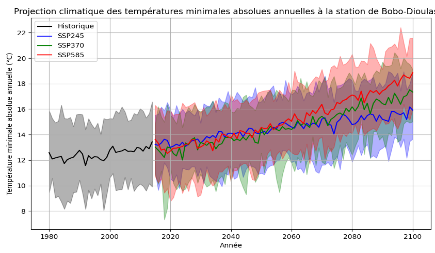 Projection climatique des températures minimales absolues annuelles à la station de Bobo-Dioulas
Historique
SSP245
SSP370
SSP585
Température minimale absolue annuelle (°C)
22
20
18
16
14
12
10
8
1980
2000
2020
2040
2060
2080
2100
Année